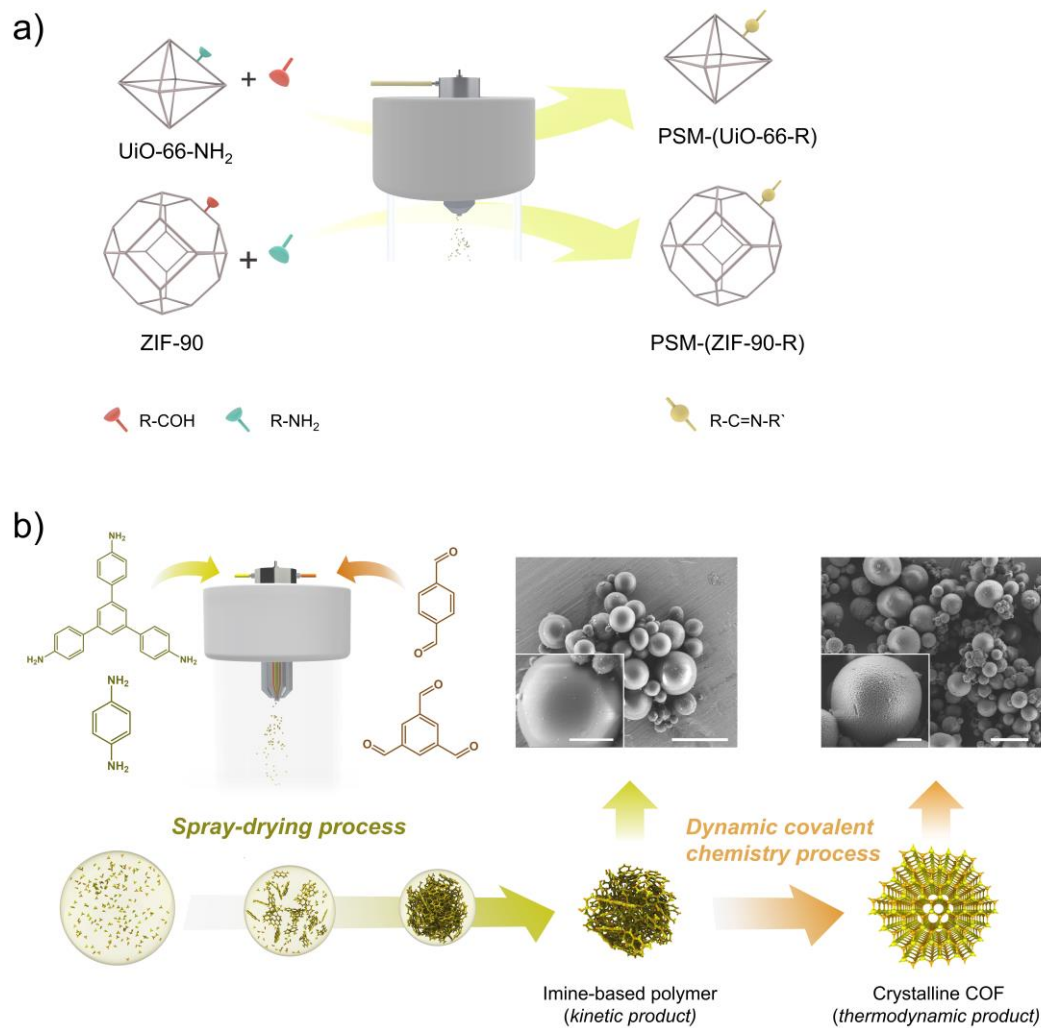 a)
+
UiO-66-NH₂
PSM-(UiO-66-R)
+
ZIF-90
PSM-(ZIF-90-R)
R-COH
R-NH₂
R-C=N-R`
b)
NH₂
H₂N
NH₂
NH₂
NH₂
O
O
O
O
O
Spray-drying process
Dynamic covalent
chemistry process
Imine-based polymer
(kinetic product)
Crystalline COF
(thermodynamic product)